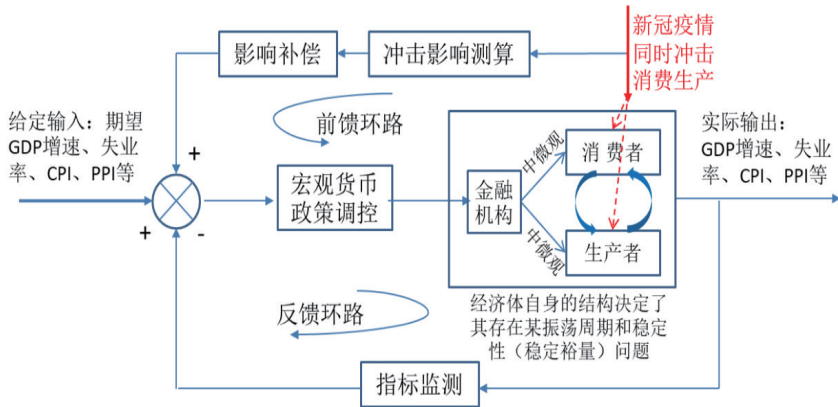 新冠疫情
同时冲击
消费生产
影响补偿
冲击影响测算
给定输入：期望
GDP增速、失业
率、CPI、PPI等
前馈环路
实际输出：
GDP增速、失业
率、CPI、PPI等
+
+
-
宏观货币
政策调控
金融
机构
中微观
中微观
消 费 者
生产者
反馈环路
经济体自身的结构决定了
其存在某振荡周期和稳定
性（稳定裕量）问题
指标监测